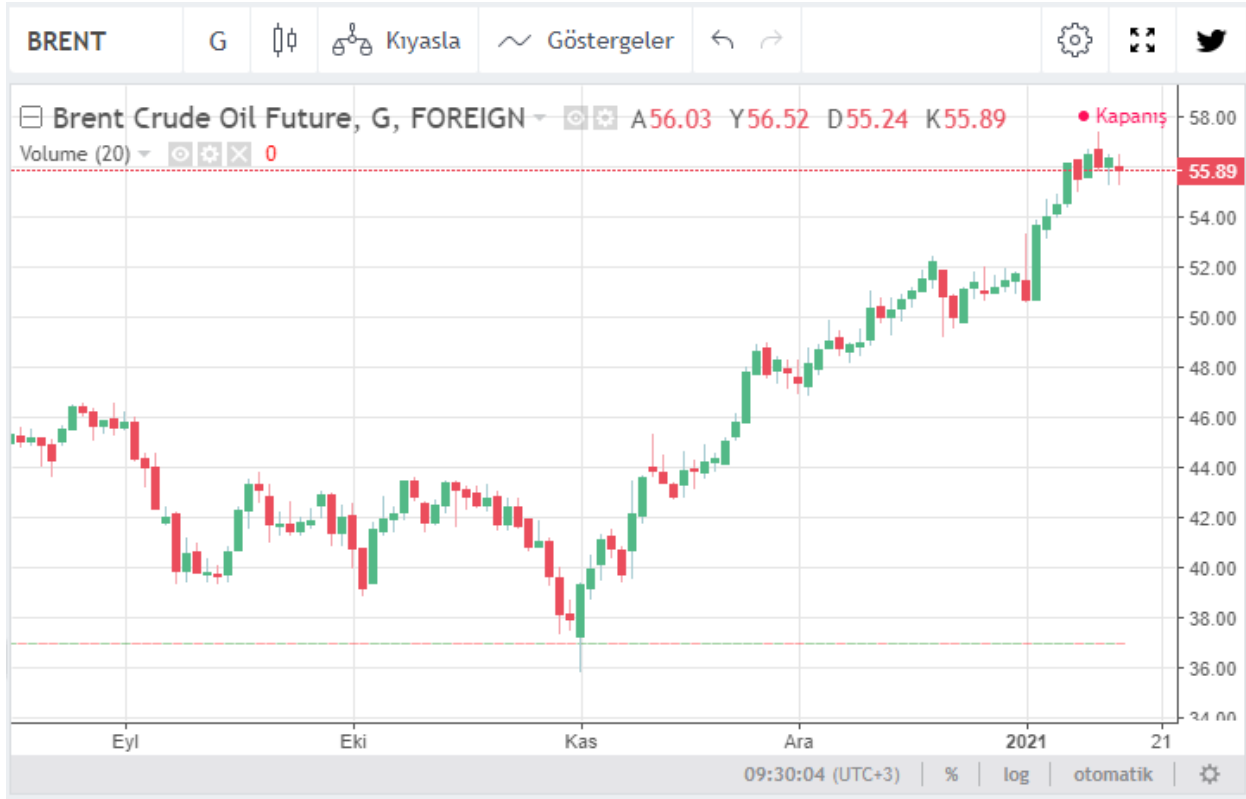 BRENT G Kıyasla Göstergeler
Brent Crude Oil Future, G, FOREIGN A56.03 Y56.52 D55.24 K55.89 Kapanış
Volume (20) 0
58.00
55.89
54.00
52.00
50.00
48.00
46.00
44.00
42.00
40.00
38.00
36.00
34.00
Eyl Eki Kas Ara 2021 21
09:30:04 (UTC+3) % log otomatik